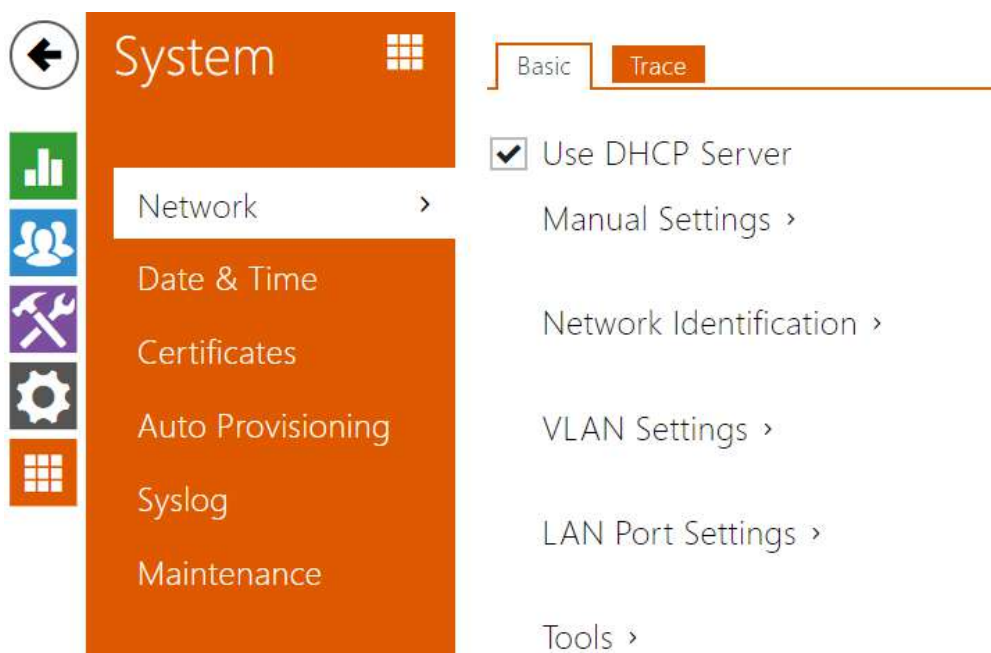 System
Network
Date & Time
Certificates
Auto Provisioning
Syslog
Maintenance
Basic
Trace
Use DHCP Server
Manual Settings
Network Identification
VLAN Settings
LAN Port Settings
Tools